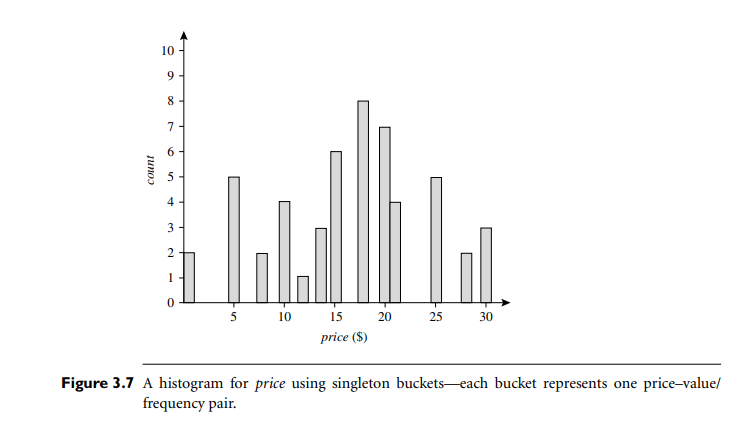 10
9
8
7
6
5
4
3
2
1
0
count
5 10 15 20 25 30
price ($)
Figure 3.7 A histogram for price using singleton buckets—each bucket represents one price–value/
frequency pair.